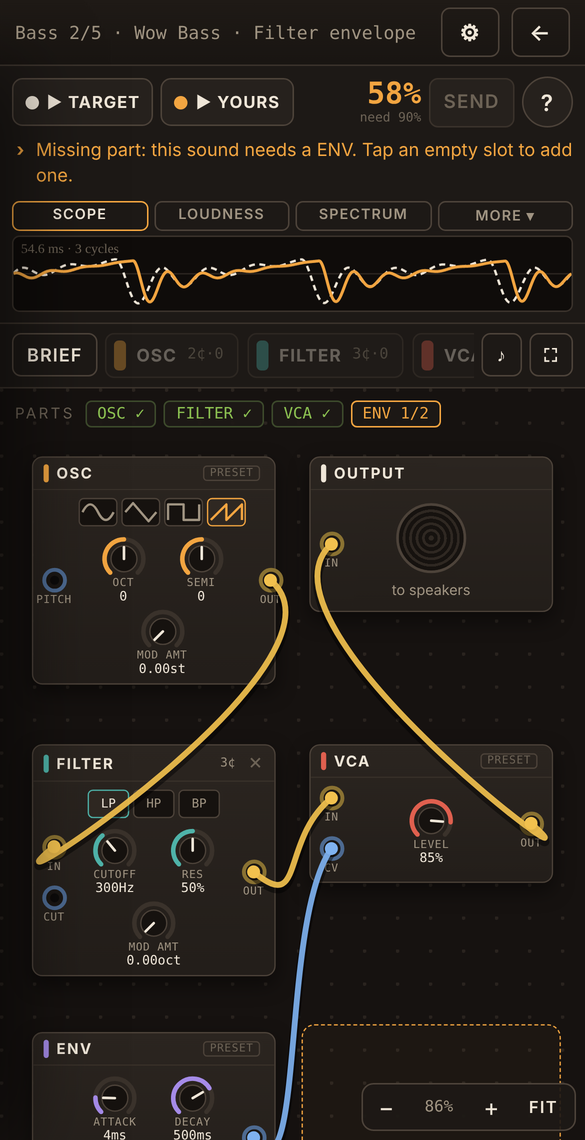 Bass 2/5 · Wow Bass · Filter envelope
TARGET
YOURS
58%
need 90%
SEND
?
› Missing part: this sound needs a ENV. Tap an empty slot to add
one.
SCOPE
LOUDNESS
SPECTRUM
MORE ▾
54.6 ms · 3 cycles
BRIEF
OSC 2¢·0
FILTER 3¢·0
PARTS
OSC ✓
FILTER ✓
VCA ✓
ENV 1/2
OSC
PRESET
OCT
0
SEMI
0
PITCH
OUT
MOD AMT
0.00st
OUTPUT
IN
to speakers
FILTER
3¢ ×
LP
HP
BP
IN
CUTOFF
300Hz
RES
50%
OUT
CUT
MOD AMT
0.00oct
VCA
PRESET
IN
LEVEL
85%
OUT
CV
ENV
PRESET
ATTACK
4ms
DECAY
500ms
− 86% + FIT